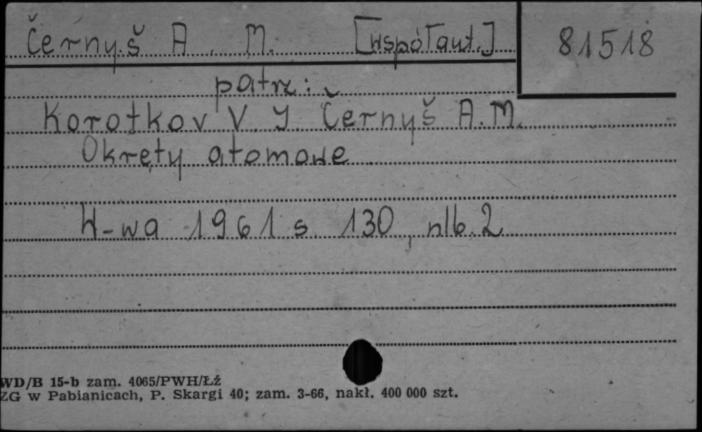 Černyš A. M. [współaut.] 81518
patrz:
Korotkov V. J. Černyš A.M.
Okręty atomowe
W-wa 1961 s. 130, nlb. 2
WD/B 15-b zam. 4065/PWH/Łź
ZG w Pabianicach, P. Skargi 40; zam. 3-66, nakł. 400 000 szt.